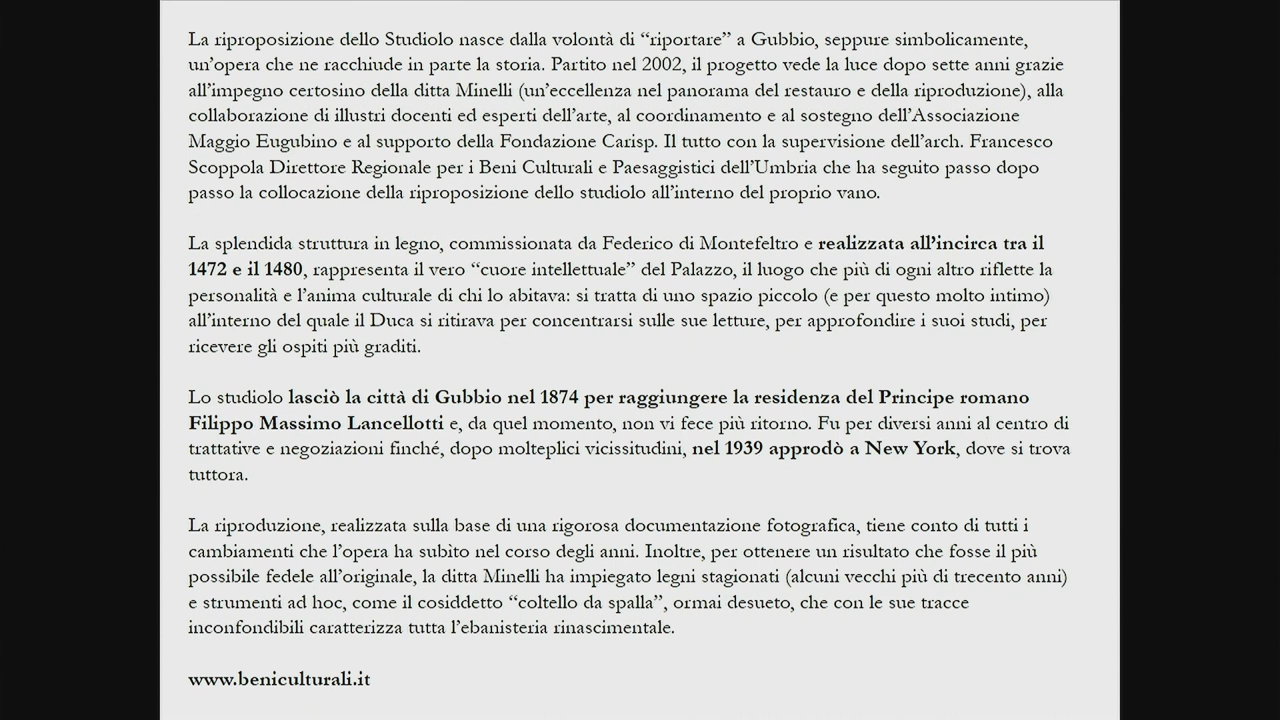 La riproposizione dello Studiolo nasce dalla volontà di “riportare” a Gubbio, seppure simbolicamente,
un’opera che ne racchiude in parte la storia. Partito nel 2002, il progetto vede la luce dopo sette anni grazie
all’impegno certosino della ditta Minelli (un’eccellenza nel panorama del restauro e della riproduzione), alla
collaborazione di illustri docenti ed esperti dell’arte, al coordinamento e al sostegno dell’Associazione
Maggio Eugubino e al supporto della Fondazione Carisp. Il tutto con la supervisione dell’arch. Francesco
Scoppola Direttore Regionale per i Beni Culturali e Paesaggistici dell’Umbria che ha seguito passo dopo
passo la collocazione della riproposizione dello studiolo all’interno del proprio vano.
La splendida struttura in legno, commissionata da Federico di Montefeltro e realizzata all’incirca tra il
1472 e il 1480, rappresenta il vero “cuore intellettuale” del Palazzo, il luogo che più di ogni altro riflette la
personalità e l’anima culturale di chi lo abitava: si tratta di uno spazio piccolo (e per questo molto intimo)
all’interno del quale il Duca si ritirava per concentrarsi sulle sue letture, per approfondire i suoi studi, per
ricevere gli ospiti più graditi.
Lo studiolo lasciò la città di Gubbio nel 1874 per raggiungere la residenza del Principe romano
Filippo Massimo Lancellotti e, da quel momento, non vi fece più ritorno. Fu per diversi anni al centro di
trattative e negoziazioni finché, dopo molteplici vicissitudini, nel 1939 approdò a New York, dove si trova
tuttora.
La riproduzione, realizzata sulla base di una rigorosa documentazione fotografica, tiene conto di tutti i
cambiamenti che l’opera ha subìto nel corso degli anni. Inoltre, per ottenere un risultato che fosse il più
possibile fedele all’originale, la ditta Minelli ha impiegato legni stagionati (alcuni vecchi più di trecento anni)
e strumenti ad hoc, come il cosiddetto “coltello da spalla”, ormai desueto, che con le sue tracce
inconfondibili caratterizza tutta l’ebanisteria rinascimentale.
www.beniculturali.it